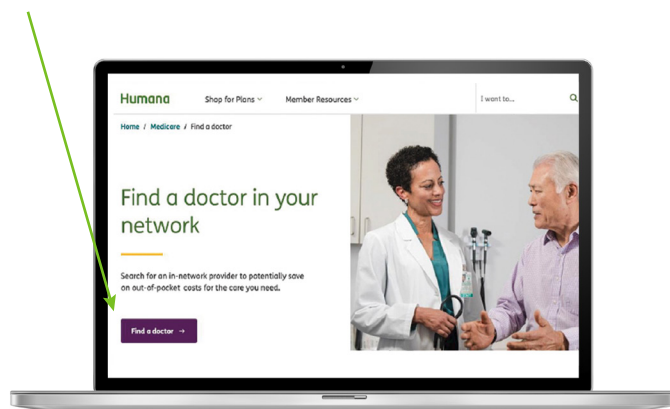 Humana
Shop for Plans
Member Resources
I want to...
Home / Medicare / Find a doctor
Find a doctor in your
network
Search for an in-network provider to potentially save
on out-of-pocket costs for the care you need.
Find a doctor →